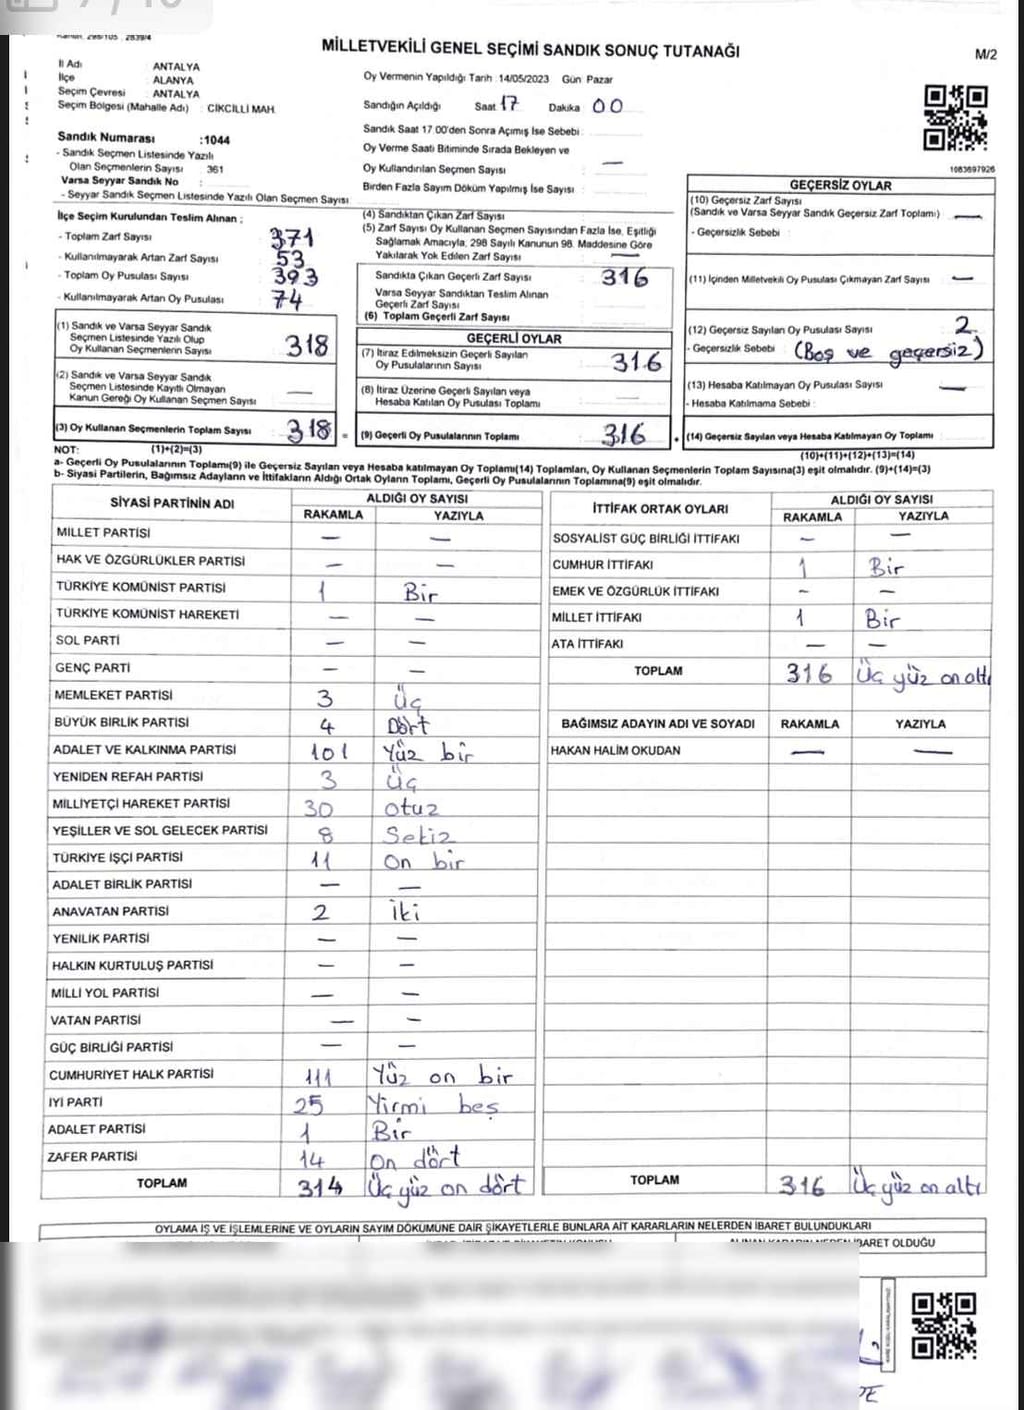 MİLLETVEKİLİ GENEL SEÇİMİ SANDIK SONUÇ TUTANAĞI
M/2
İl Adı : ANTALYA
İlçe : ALANYA
Seçim Çevresi : ANTALYA
Seçim Bölgesi (Mahalle Adı) : CİKCİLLİ MAH.
Oy Vermenin Yapıldığı Tarih :14/05/2023 Gün: Pazar
Sandığın Açıldığı Saat 17 Dakika 00
Sandık Saat 17.00'den Sonra Açımış İse Sebebi :
Oy Verme Saati Bitiminde Sırada Bekleyen ve
Oy Kullandırılan Seçmen Sayısı —
Birden Fazla Sayım Döküm Yapılmış İse Sayısı :
Sandık Numarası :1044
- Sandık Seçmen Listesinde Yazılı
Olan Seçmenlerin Sayısı : 361
Varsa Seyyar Sandık No :
- Seyyar Sandık Seçmen Listesinde Yazılı Olan Seçmen Sayısı :
1083697926
İlçe Seçim Kurulundan Teslim Alınan ;
- Toplam Zarf Sayısı : 371
- Kullanılmayarak Artan Zarf Sayısı : 53
- Toplam Oy Pusulası Sayısı : 393
- Kullanılmayarak Artan Oy Pusulası : 74
(1) Sandık ve Varsa Seyyar Sandık
Seçmen Listesinde Yazılı Olup
Oy Kullanan Seçmenlerin Sayısı 318
(2) Sandık ve Varsa Seyyar Sandık
Seçmen Listesinde Kayıtlı Olmayan
Kanun Gereği Oy Kullanan Seçmen Sayısı —
(3) Oy Kullanan Seçmenlerin Toplam Sayısı 318 =
(4) Sandıktan Çıkan Zarf Sayısı :
(5) Zarf Sayısı Oy Kullanan Seçmen Sayısından Fazla İse, Eşitliği
Sağlamak Amacıyla, 298 Sayılı Kanunun 98. Maddesine Göre
Yakılarak Yok Edilen Zarf Sayısı : —
Sandıkta Çıkan Geçerli Zarf Sayısı : 316
Varsa Seyyar Sandıktan Teslim Alınan
Geçerli Zarf Sayısı :
(6) Toplam Geçerli Zarf Sayısı :
GEÇERLİ OYLAR
(7) İtiraz Edilmeksizin Geçerli Sayılan
Oy Pusulalarının Sayısı : 316
(8) İtiraz Üzerine Geçerli Sayılan veya
Hesaba Katılan Oy Pusulası Toplamı : —
(9) Geçerli Oy Pusulalarının Toplamı : 316 +
GEÇERSİZ OYLAR
(10) Geçersiz Zarf Sayısı
(Sandık ve Varsa Seyyar Sandık Geçersiz Zarf Toplamı) : —
- Geçersizlik Sebebi :
(11) İçinden Milletvekili Oy Pusulası Çıkmayan Zarf Sayısı : —
(12) Geçersiz Sayılan Oy Pusulası Sayısı : 2
- Geçersizlik Sebebi : (Boş ve geçersiz)
(13) Hesaba Katılmayan Oy Pusulası Sayısı : —
- Hesaba Katılmama Sebebi :
(14) Geçersiz Sayılan veya Hesaba Katılmayan Oy Toplamı :
NOT: (1)+(2)=(3) (10)+(11)+(12)+(13)=(14)
a- Geçerli Oy Pusulalarının Toplamı(9) ile Geçersiz Sayılan veya Hesaba katılmayan Oy Toplamı(14) Toplamları, Oy Kullanan Seçmenlerin Toplam Sayısına(3) eşit olmalıdır. (9)+(14)=(3)
b- Siyasi Partilerin, Bağımsız Adayların ve İttifakların Aldığı Ortak Oyların Toplamı, Geçerli Oy Pusulalarının Toplamına(9) eşit olmalıdır.
SİYASİ PARTİNİN ADI ALDIĞI OY SAYISI
RAKAMLA YAZIYLA
MİLLET PARTİSİ — —
HAK VE ÖZGÜRLÜKLER PARTİSİ — —
TÜRKİYE KOMÜNİST PARTİSİ 1 Bir
TÜRKİYE KOMÜNİST HAREKETİ — —
SOL PARTİ — —
GENÇ PARTİ — —
MEMLEKET PARTİSİ 3 Üç
BÜYÜK BİRLİK PARTİSİ 4 Dört
ADALET VE KALKINMA PARTİSİ 101 Yüz bir
YENİDEN REFAH PARTİSİ 3 Üç
MİLLİYETÇİ HAREKET PARTİSİ 30 otuz
YEŞİLLER VE SOL GELECEK PARTİSİ 8 Sekiz
TÜRKİYE İŞÇİ PARTİSİ 11 On bir
ADALET BİRLİK PARTİSİ — —
ANAVATAN PARTİSİ 2 İki
YENİLİK PARTİSİ — —
HALKIN KURTULUŞ PARTİSİ — —
MİLLİ YOL PARTİSİ — —
VATAN PARTİSİ — —
GÜÇ BİRLİĞİ PARTİSİ — —
CUMHURİYET HALK PARTİSİ 111 Yüz on bir
İYİ PARTİ 25 Yirmi beş
ADALET PARTİSİ 1 Bir
ZAFER PARTİSİ 14 On dört
TOPLAM 314 Üç yüz on dört
İTTİFAK ORTAK OYLARI ALDIĞI OY SAYISI
RAKAMLA YAZIYLA
SOSYALİST GÜÇ BİRLİĞİ İTTİFAKI — —
CUMHUR İTTİFAKI 1 Bir
EMEK VE ÖZGÜRLÜK İTTİFAKI — —
MİLLET İTTİFAKI 1 Bir
ATA İTTİFAKI — —
TOPLAM 316 Üç yüz on altı
BAĞIMSIZ ADAYIN ADI VE SOYADI RAKAMLA YAZIYLA
HAKAN HALİM OKUDAN — —
TOPLAM 316 Üç yüz on altı
OYLAMA İŞ VE İŞLEMLERİNE VE OYLARIN SAYIM DÖKÜMÜNE DAİR ŞİKAYETLERLE BUNLARA AİT KARARLARIN NELERDEN İBARET BULUNDUKLARI
İBARET OLDUĞU